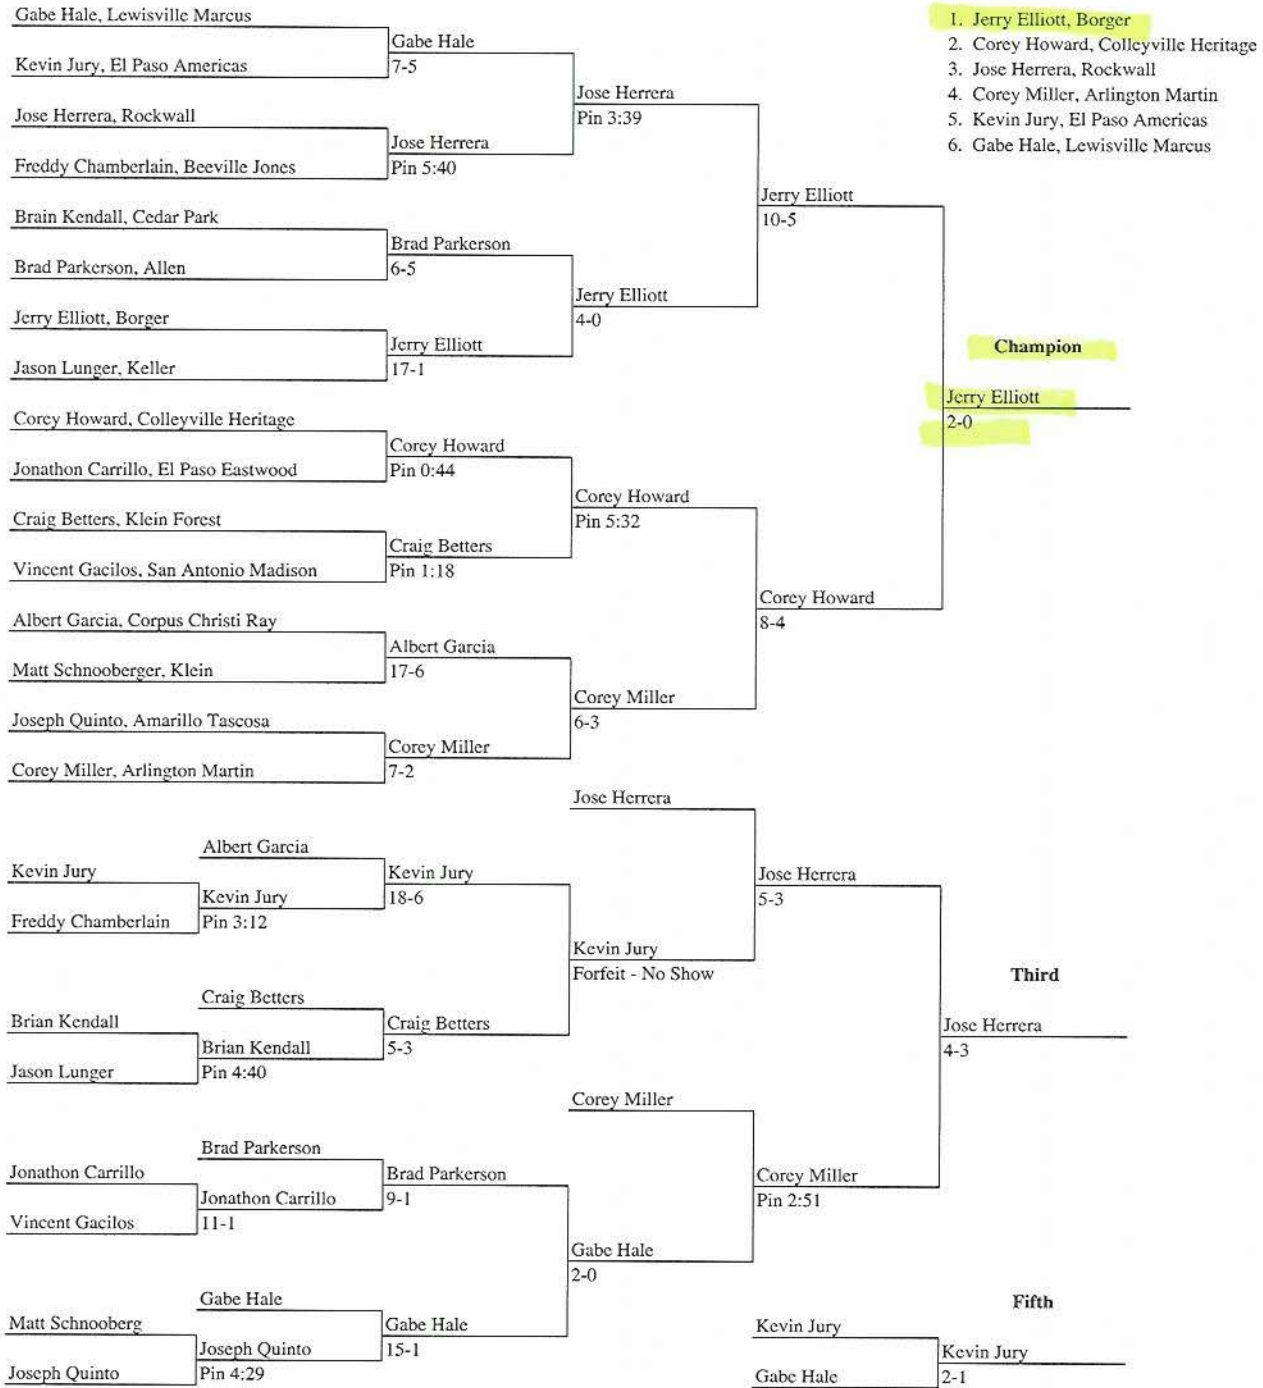 Gabe Hale, Lewisville Marcus
Gabe Hale
7-5
Kevin Jury, El Paso Americas
Jose Herrera
Pin 3:39
Jose Herrera, Rockwall
Jose Herrera
Pin 5:40
Freddy Chamberlain, Beeville Jones
Jerry Elliott
10-5
Brain Kendall, Cedar Park
Brad Parkerson
6-5
Brad Parkerson, Allen
Jerry Elliott
4-0
Jerry Elliott, Borger
Jerry Elliott
17-1
Jason Lunger, Keller
1. Jerry Elliott, Borger
2. Corey Howard, Colleyville Heritage
3. Jose Herrera, Rockwall
4. Corey Miller, Arlington Martin
5. Kevin Jury, El Paso Americas
6. Gabe Hale, Lewisville Marcus
Champion
Jerry Elliott
2-0
Corey Howard, Colleyville Heritage
Corey Howard
Pin 0:44
Jonathon Carrillo, El Paso Eastwood
Corey Howard
Pin 5:32
Craig Betters, Klein Forest
Craig Betters
Pin 1:18
Vincent Gacilos, San Antonio Madison
Corey Howard
8-4
Albert Garcia, Corpus Christi Ray
Albert Garcia
17-6
Matt Schnooberger, Klein
Corey Miller
6-3
Joseph Quinto, Amarillo Tascosa
Corey Miller
7-2
Corey Miller, Arlington Martin
Jose Herrera
Albert Garcia
Kevin Jury
Kevin Jury
18-6
Jose Herrera
5-3
Kevin Jury
Pin 3:12
Freddy Chamberlain
Kevin Jury
Forfeit - No Show
Third
Craig Betters
Brian Kendall
Craig Betters
5-3
Jose Herrera
4-3
Brian Kendall
Pin 4:40
Jason Lunger
Corey Miller
Brad Parkerson
Jonathon Carrillo
Brad Parkerson
9-1
Corey Miller
Pin 2:51
Jonathon Carrillo
11-1
Vincent Gacilos
Gabe Hale
2-0
Gabe Hale
Fifth
Matt Schnooberg
Gabe Hale
15-1
Kevin Jury
Joseph Quinto
Pin 4:29
Joseph Quinto
Kevin Jury
2-1
Gabe Hale